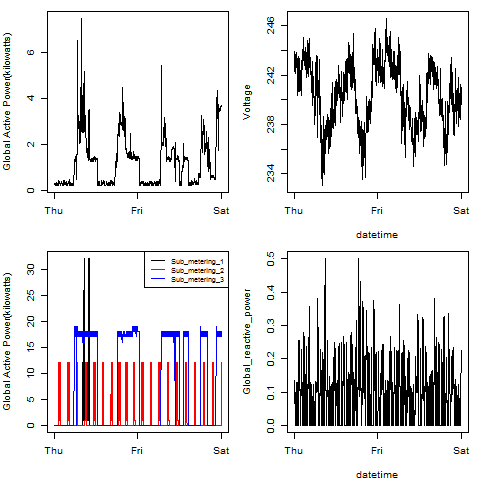 Global Active Power(kilowatts)
0 2 4 6
Thu Fri Sat
Voltage
234 238 242 246
Thu Fri Sat
datetime
Global Active Power(kilowatts)
0 5 10 15 20 25 30
Sub_metering_1
Sub_metering_2
Sub_metering_3
Thu Fri Sat
Global_reactive_power
0.0 0.1 0.2 0.3 0.4 0.5
Thu Fri Sat
datetime